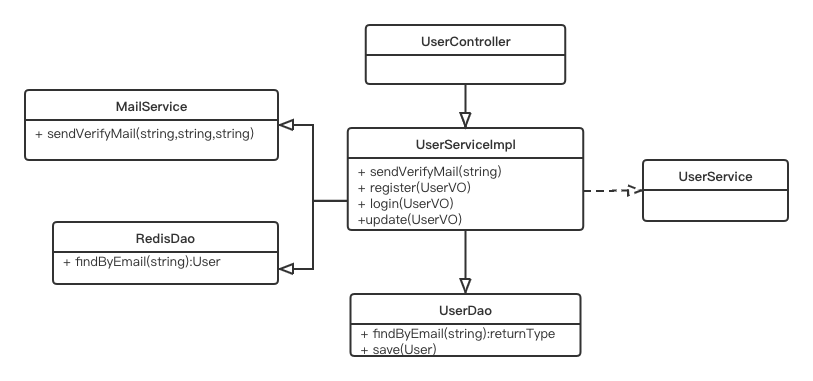 UserController
MailService
+ sendVerifyMail(string,string,string)
UserServiceImpl
+ sendVerifyMail(string)
+ register(UserVO)
+ login(UserVO)
+update(UserVO)
UserService
RedisDao
+ findByEmail(string):User
UserDao
+ findByEmail(string):returnType
+ save(User)